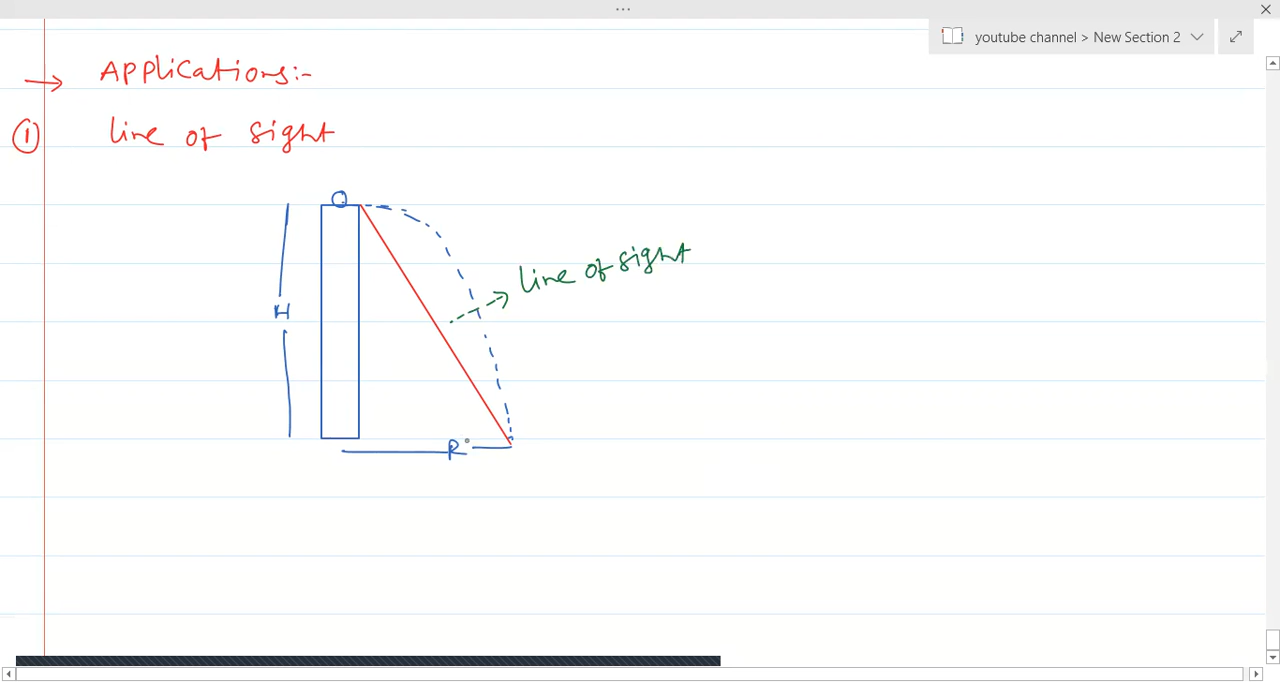 ...
youtube channel > New Section 2
→ Applications:-
① line of sight
line of sight
H
R